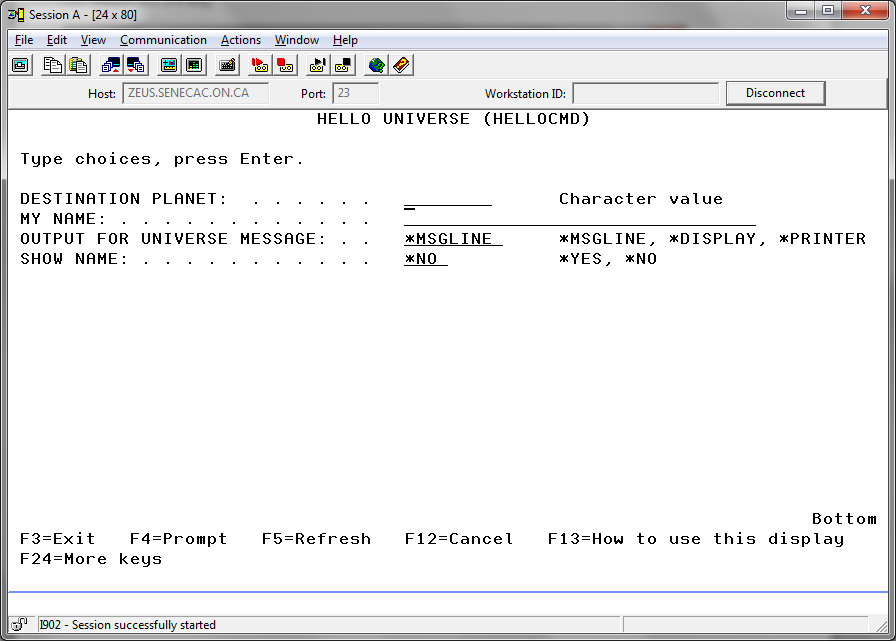 Session A - [24 x 80]
File Edit View Communication Actions Window Help
Host: ZEUS.SENECAC.ON.CA Port: 23 Workstation ID: Disconnect
HELLO UNIVERSE (HELLOCMD)
Type choices, press Enter.
DESTINATION PLANET: . . . . . . Character value
MY NAME: . . . . . . . . . . . .
OUTPUT FOR UNIVERSE MESSAGE: . . *MSGLINE *MSGLINE, *DISPLAY, *PRINTER
SHOW NAME: . . . . . . . . . . . *NO *YES, *NO
Bottom
F3=Exit F4=Prompt F5=Refresh F12=Cancel F13=How to use this display
F24=More keys
I902 - Session successfully started